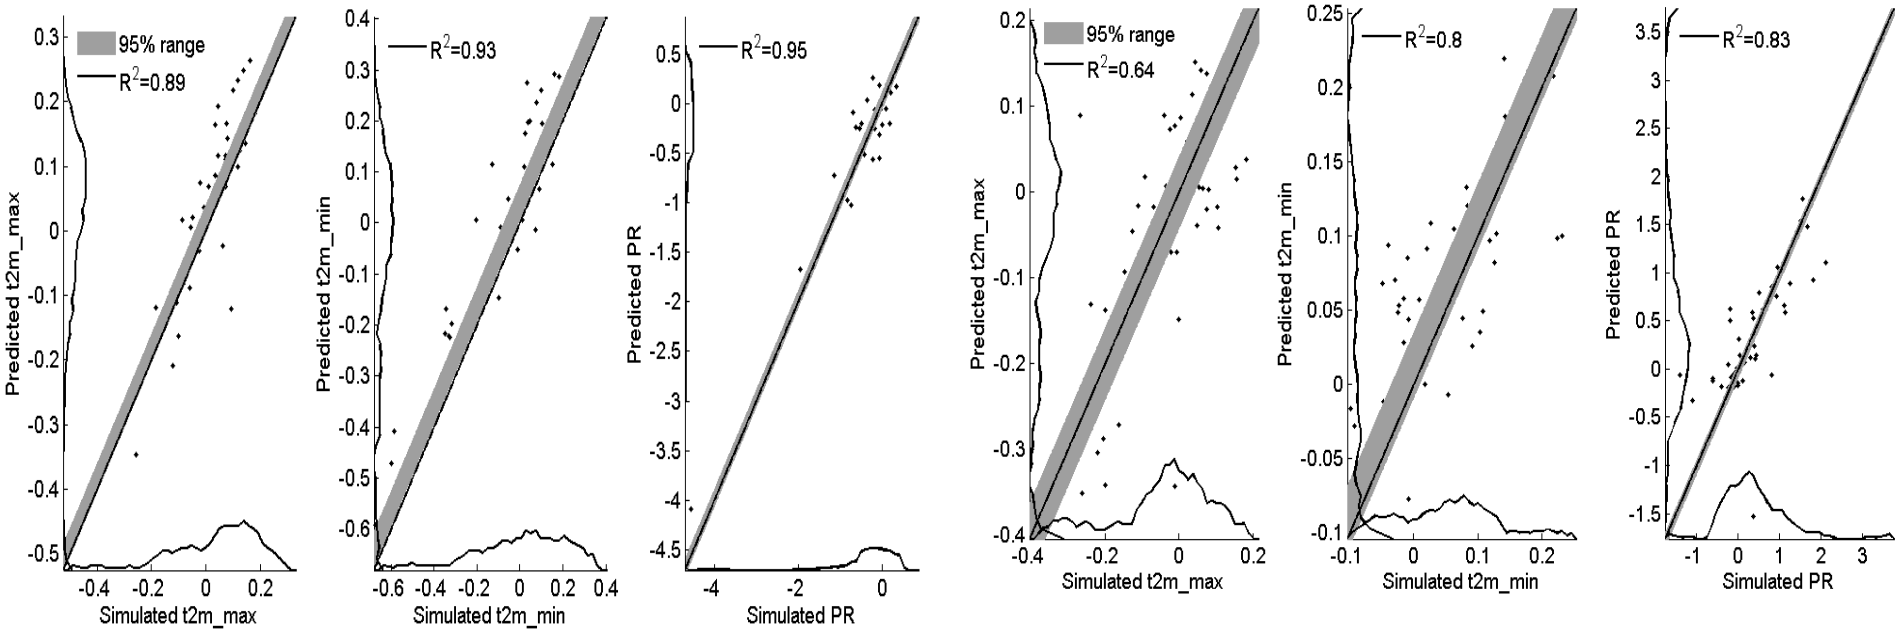 0.3
0.2
0.1
0
-0.1
-0.2
-0.3
-0.4
-0.5
Predicted t2m_max
95% range
R2=0.89
-0.4 -0.2 0 0.2
Simulated t2m_max
0.4
0.3
0.4
0.2
0.1
0
-0.1
-0.2
-0.3
-0.4
-0.5
-0.6
Predicted t2m_min
R2=0.93
-0.6 -0.4 -0.2 0 0.2 0.4
Simulated t2m_min
0.5
0
-0.5
-1
-1.5
-2
-2.5
-3
-3.5
-4
-4.5
Predicted PR
R2=0.95
-4 -2 0
Simulated PR
0.2
0.1
0
-0.1
-0.2
-0.3
-0.4
Predicted t2m_max
95% range
R2=0.64
-0.4 -0.2 0 0.2
Simulated t2m_max
0.25
0.20
0.15
0.1
0.05
0
-0.05
-0.1
Predicted t2m_min
R2=0.8
-0.1 0 0.1 0.2
Simulated t2m_min
3.5
3
2
1.5
1
0.5
0
-0.5
-1
-1.5
Predicted PR
R2=0.83
-1 0 1 2 3
Simulated PR